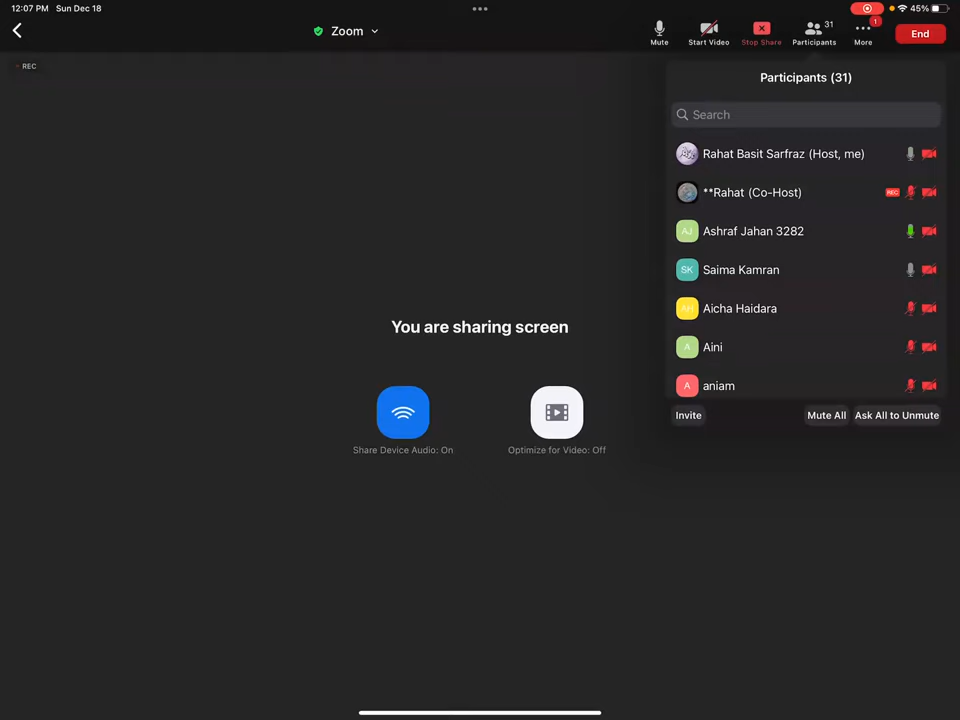 12:07 PM Sun Dec 18
45%
Zoom
Mute
Start Video
Stop Share
31
Participants
1
More
End
REC
Participants (31)
Search
Rahat Basit Sarfraz (Host, me)
**Rahat (Co-Host)
REC
AJ
Ashraf Jahan 3282
SK
Saima Kamran
AH
Aicha Haidara
A
Aini
A
aniam
Invite
Mute All
Ask All to Unmute
You are sharing screen
Share Device Audio: On
Optimize for Video: Off